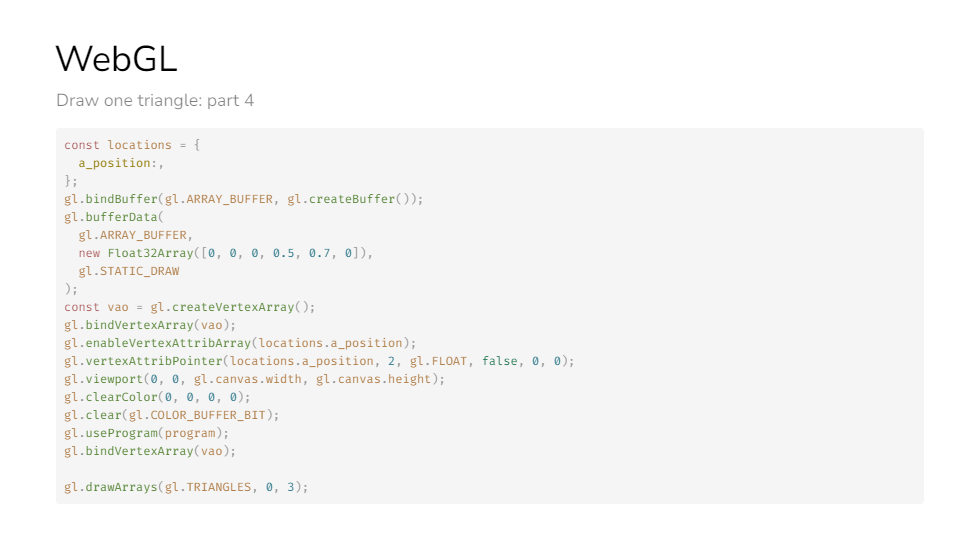 WebGL
Draw one triangle: part 4
const locations = {
  a_position:,
};
gl.bindBuffer(gl.ARRAY_BUFFER, gl.createBuffer());
gl.bufferData(
  gl.ARRAY_BUFFER,
  new Float32Array([0, 0, 0, 0.5, 0.7, 0]),
  gl.STATIC_DRAW
);
const vao = gl.createVertexArray();
gl.bindVertexArray(vao);
gl.enableVertexAttribArray(locations.a_position);
gl.vertexAttribPointer(locations.a_position, 2, gl.FLOAT, false, 0, 0);
gl.viewport(0, 0, gl.canvas.width, gl.canvas.height);
gl.clearColor(0, 0, 0, 0);
gl.clear(gl.COLOR_BUFFER_BIT);
gl.useProgram(program);
gl.bindVertexArray(vao);

gl.drawArrays(gl.TRIANGLES, 0, 3);